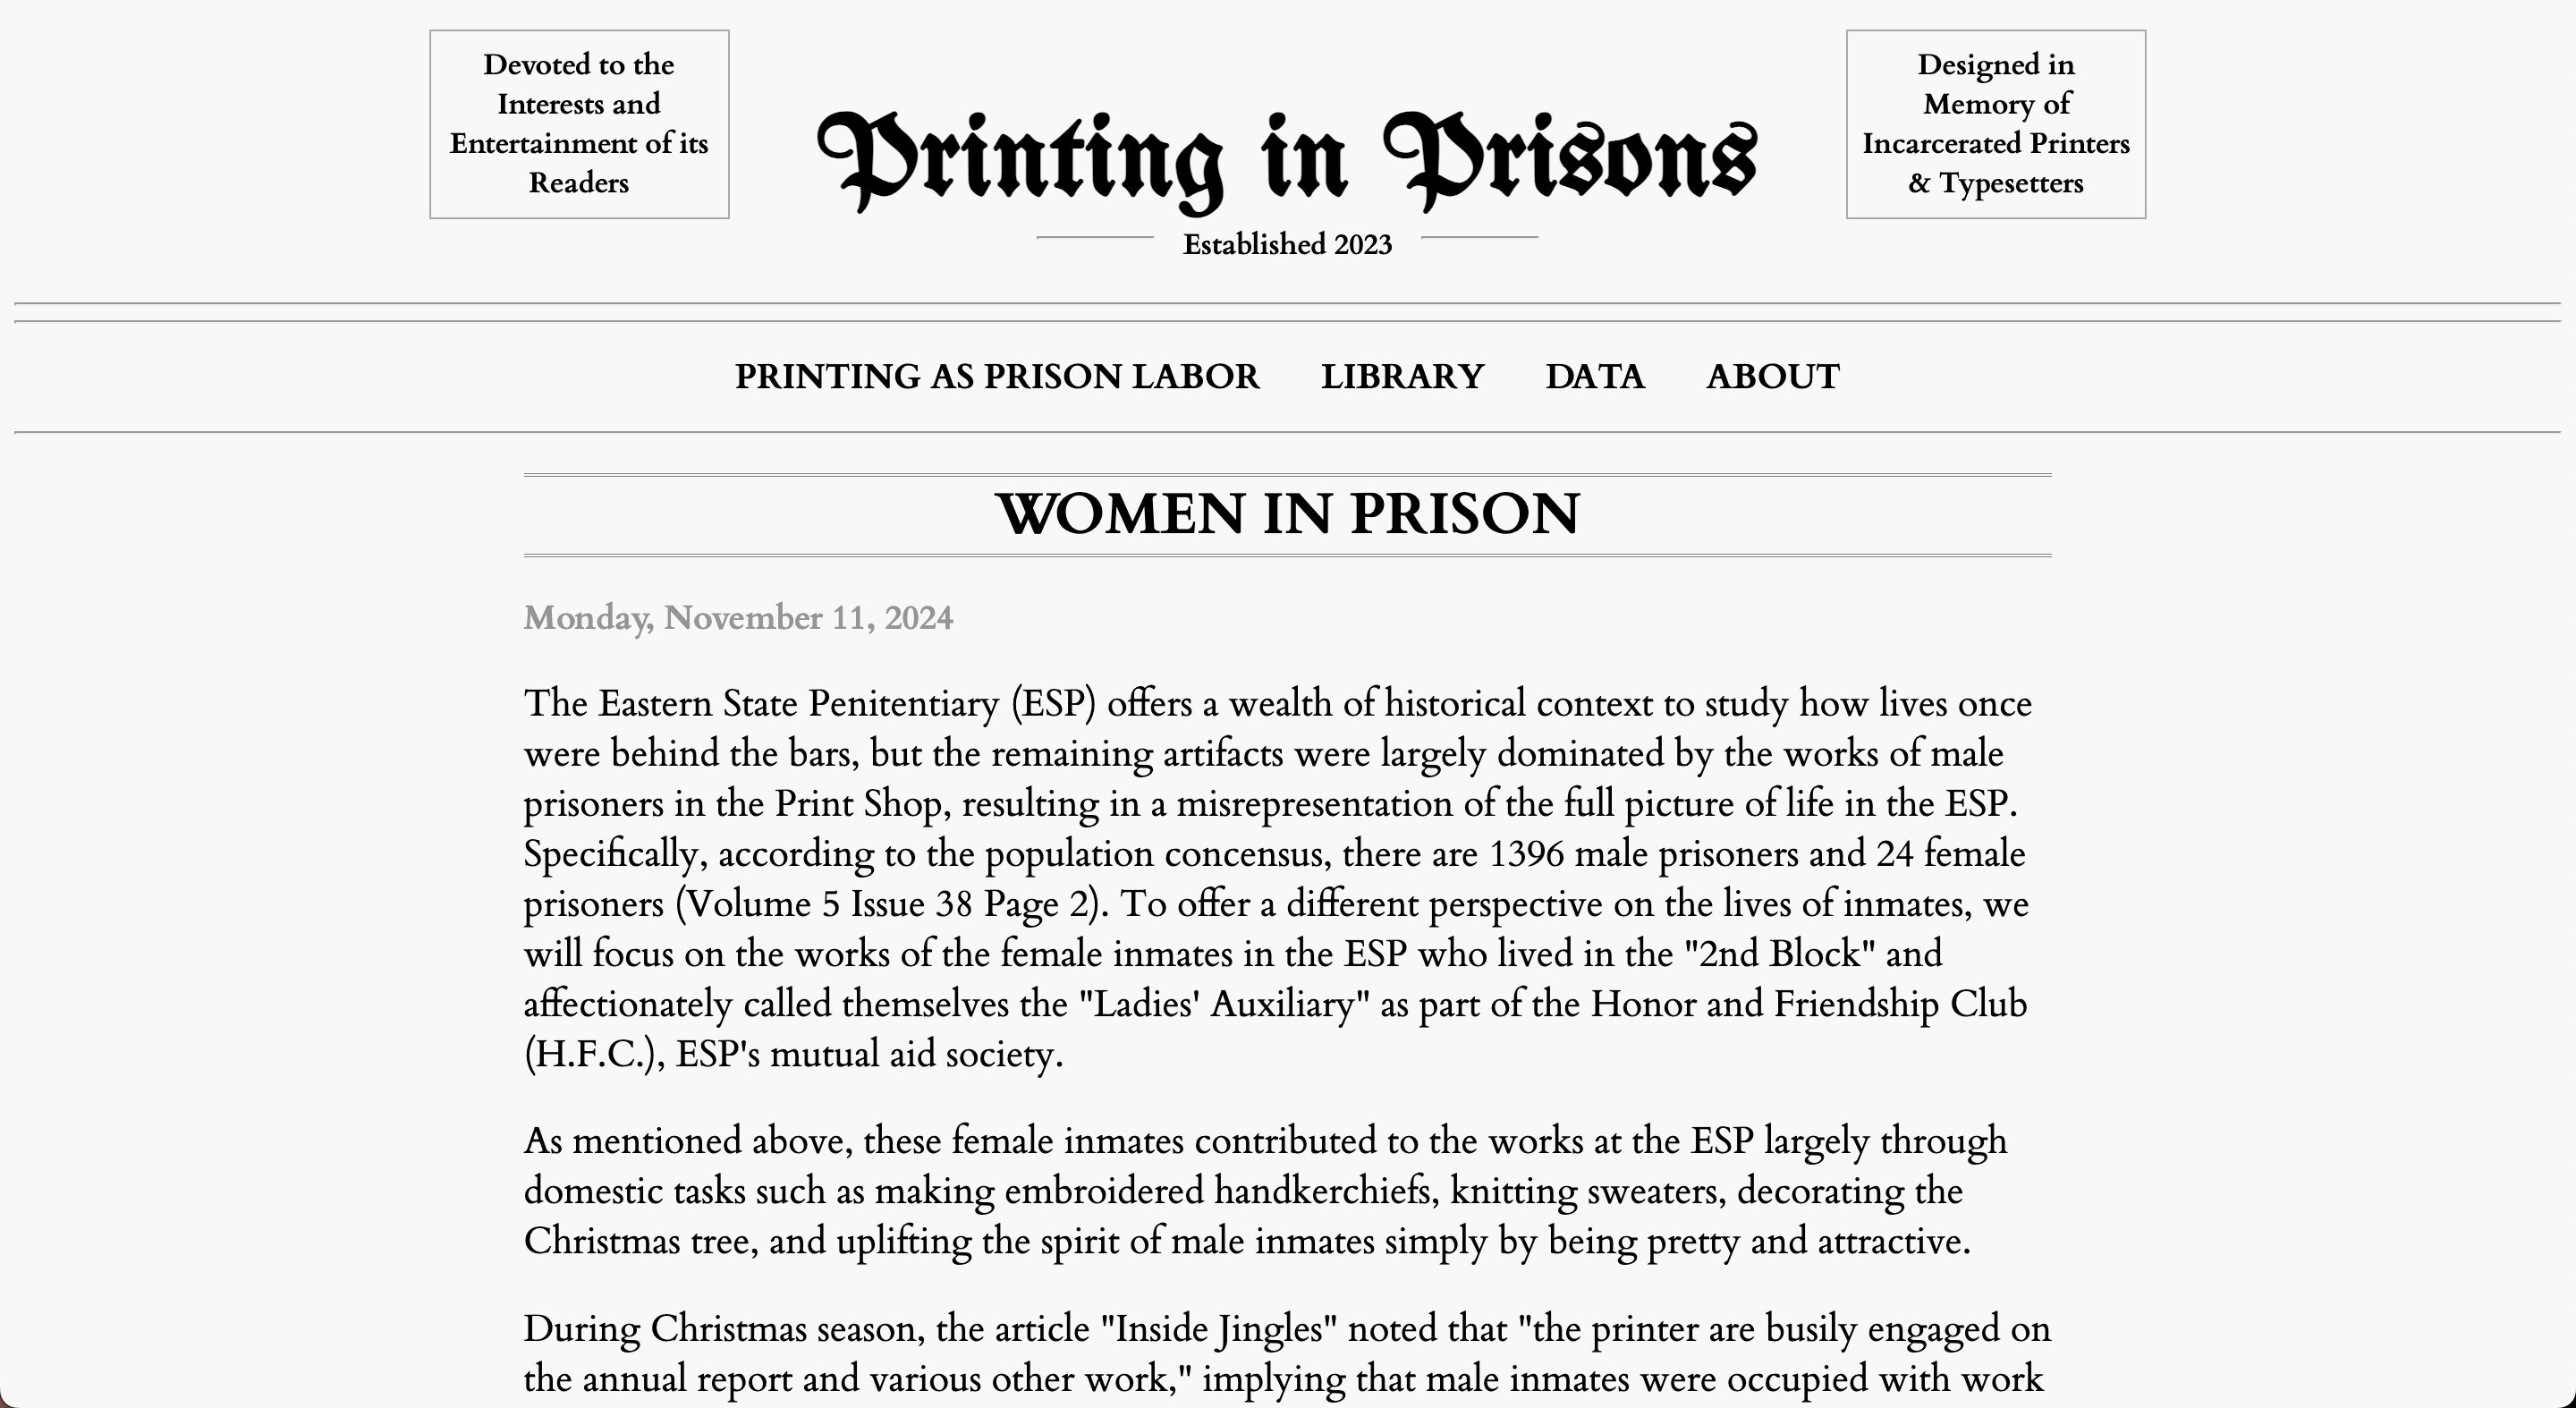 Devoted to the
Interests and
Entertainment of its
Readers
Printing in Prisons
Established 2023
Designed in
Memory of
Incarcerated Printers
& Typesetters
PRINTING AS PRISON LABOR LIBRARY DATA ABOUT
WOMEN IN PRISON
Monday, November 11, 2024
The Eastern State Penitentiary (ESP) offers a wealth of historical context to study how lives once
were behind the bars, but the remaining artifacts were largely dominated by the works of male
prisoners in the Print Shop, resulting in a misrepresentation of the full picture of life in the ESP.
Specifically, according to the population concensus, there are 1396 male prisoners and 24 female
prisoners (Volume 5 Issue 38 Page 2). To offer a different perspective on the lives of inmates, we
will focus on the works of the female inmates in the ESP who lived in the "2nd Block" and
affectionately called themselves the "Ladies' Auxiliary" as part of the Honor and Friendship Club
(H.F.C.), ESP's mutual aid society.
As mentioned above, these female inmates contributed to the works at the ESP largely through
domestic tasks such as making embroidered handkerchiefs, knitting sweaters, decorating the
Christmas tree, and uplifting the spirit of male inmates simply by being pretty and attractive.
During Christmas season, the article "Inside Jingles" noted that "the printer are busily engaged on
the annual report and various other work," implying that male inmates were occupied with work